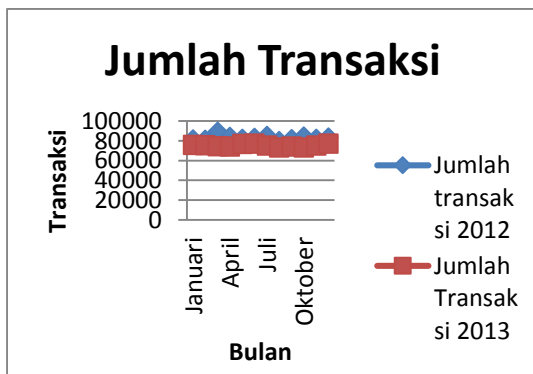 Jumlah Transaksi
Transaksi
100000
80000
60000
40000
20000
0
Januari
April
Juli
Oktober
Bulan
Jumlah
transak
si 2012
Jumlah
Transak
si 2013